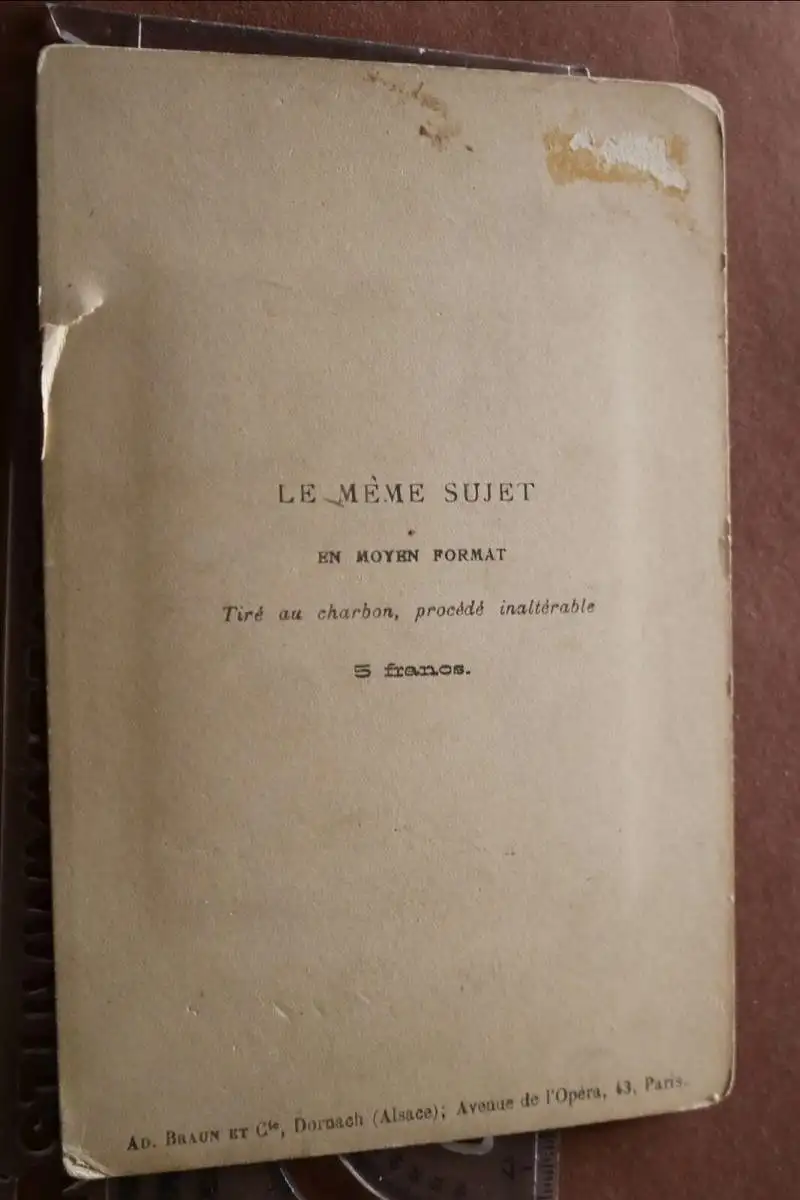 LE MÊME SUJET
EN MOYEN FORMAT
Tiré au charbon, procédé inaltérable
5 francs.
AD. BRAUN ET Cie, Dornach (Alsace); Avenue de l'Opéra, 43, Paris.